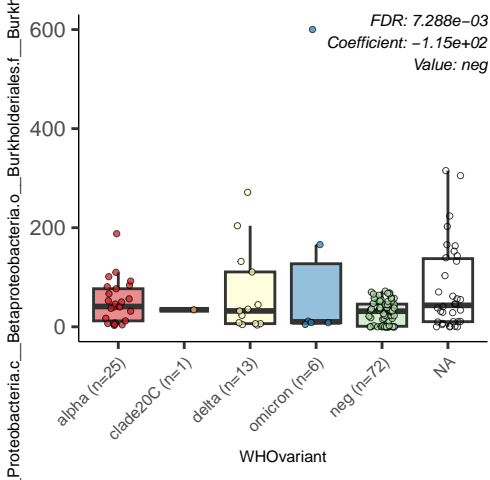 _Proteobacteria.c__Betaproteobacteria.o__Burkholderiales.f__Burkh
FDR: 7.288e−03
Coefficient: −1.15e+02
Value: neg
600
400
200
0
alpha (n=25)
clade20C (n=1)
delta (n=13)
omicron (n=6)
neg (n=72)
NA
WHOvariant